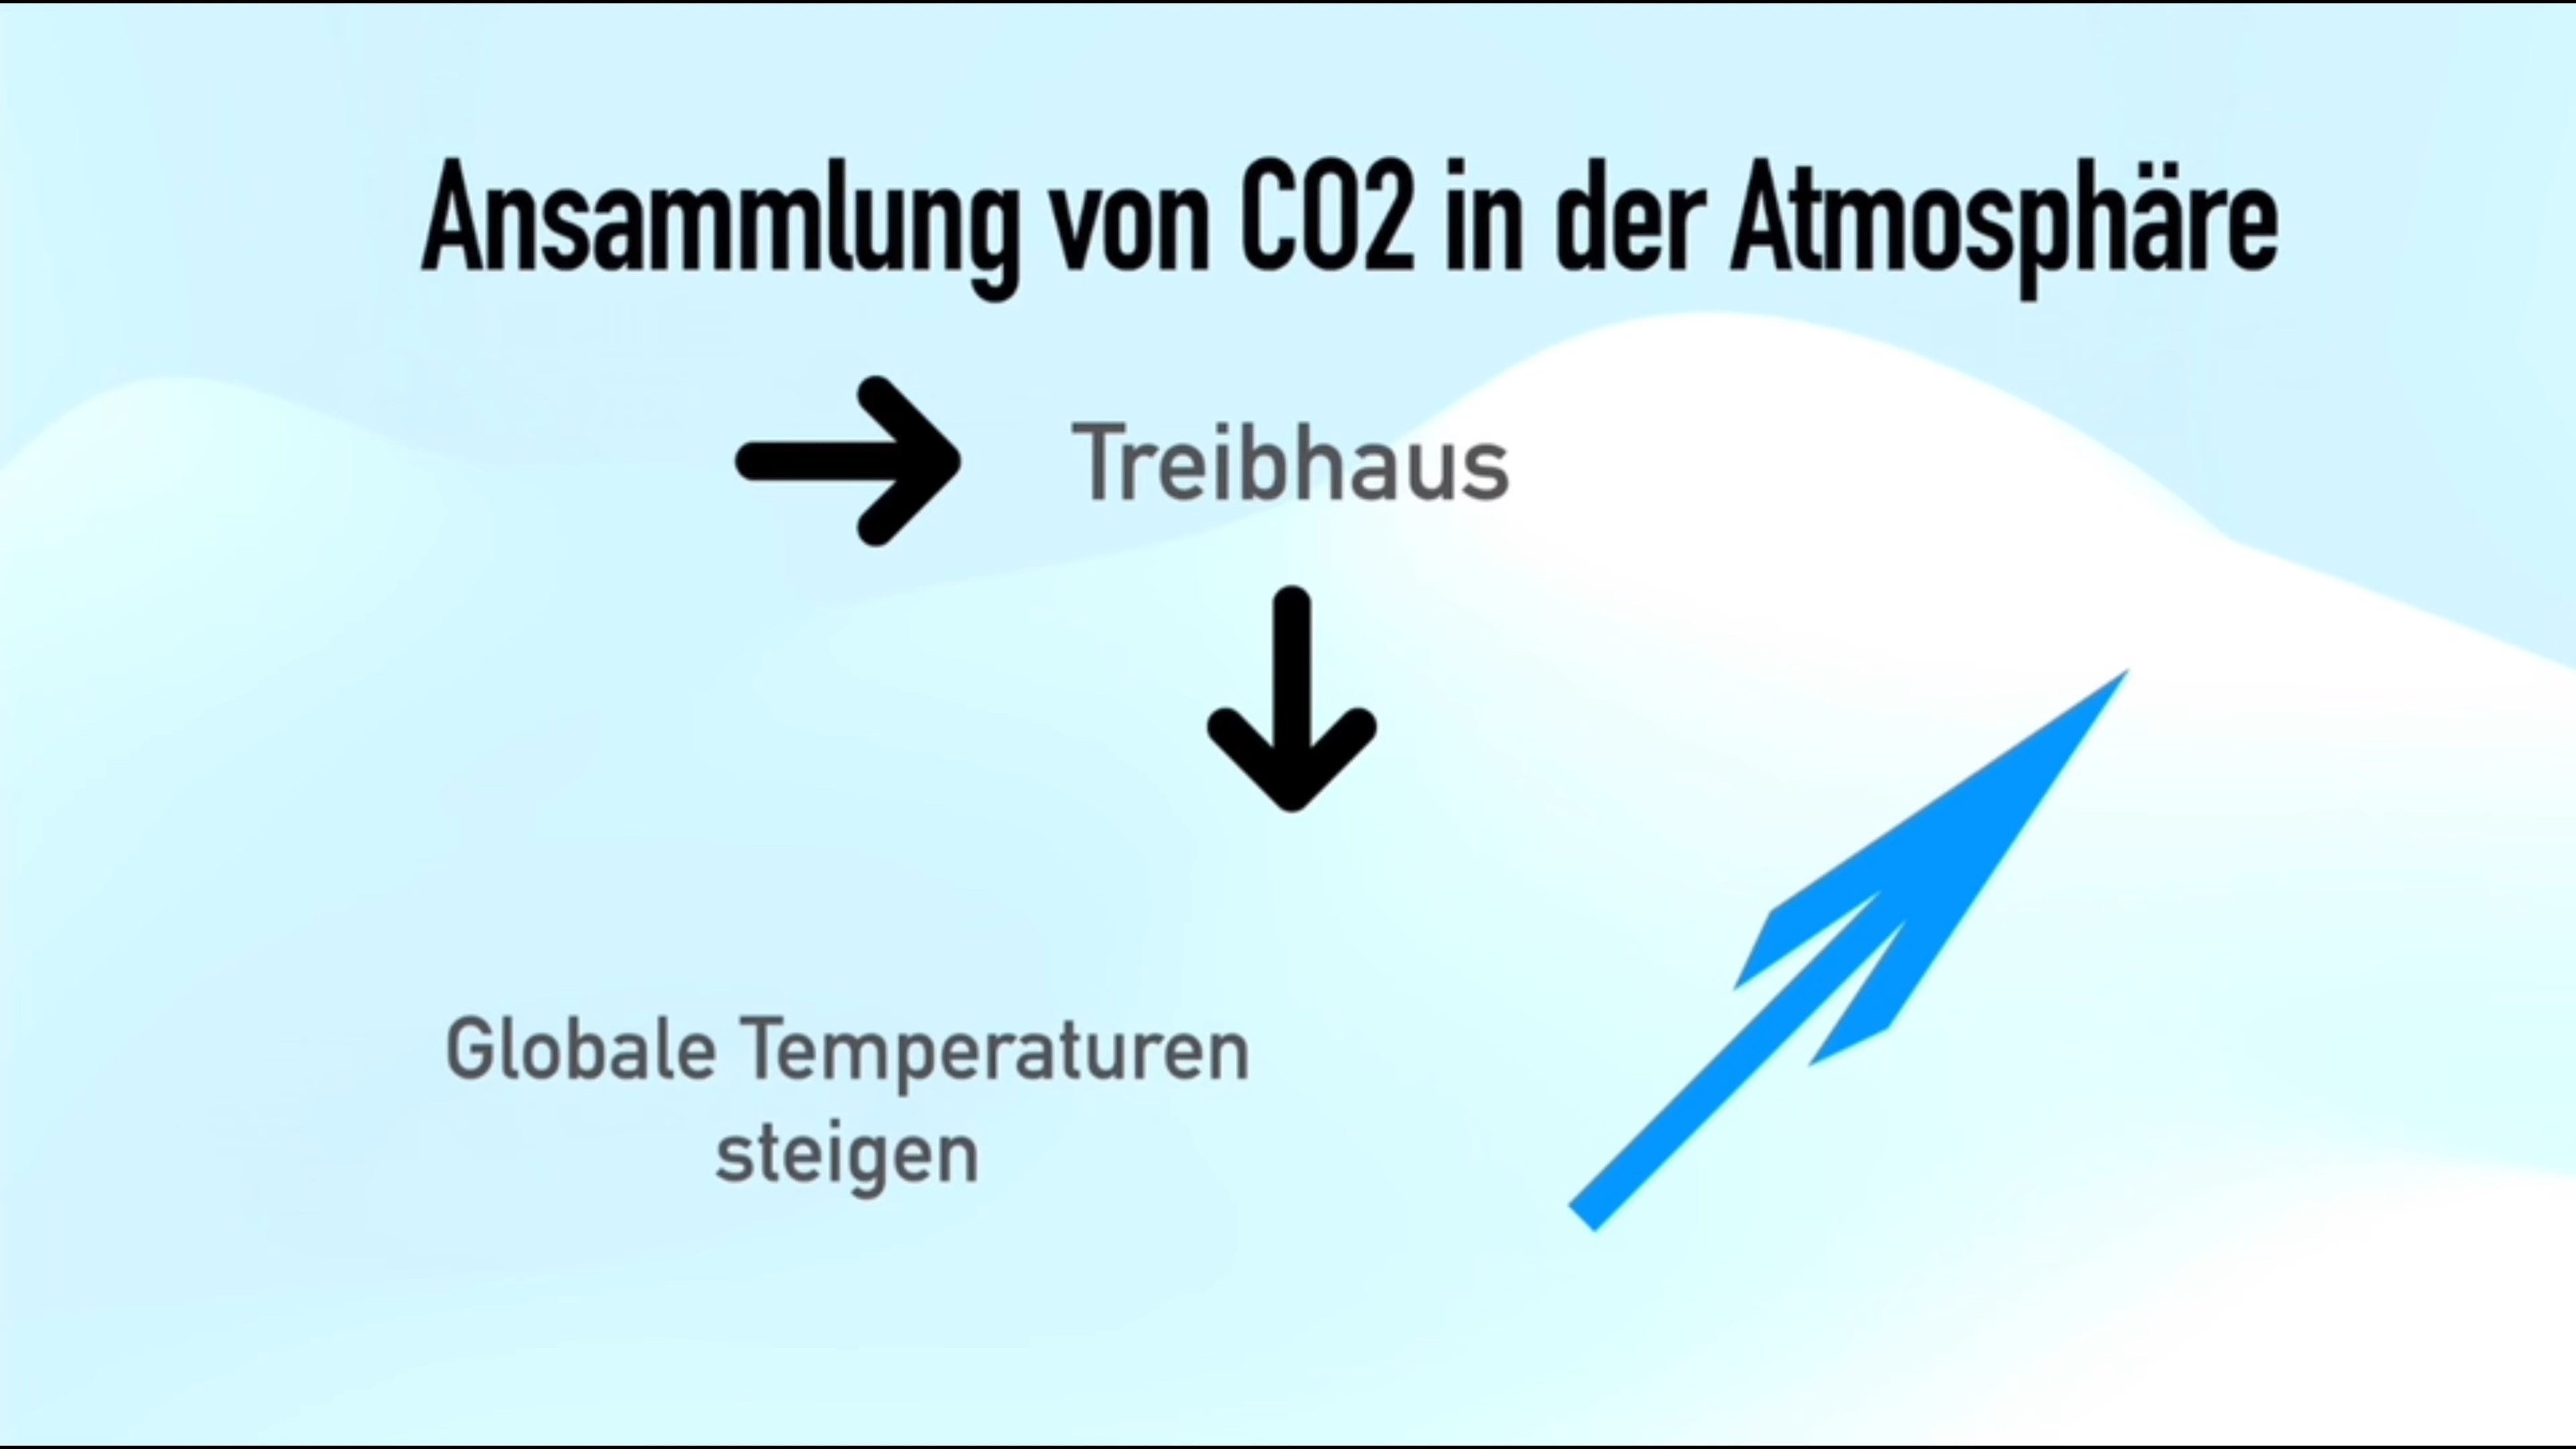 Ansammlung von CO2 in der Atmosphäre
Treibhaus
Globale Temperaturen
steigen